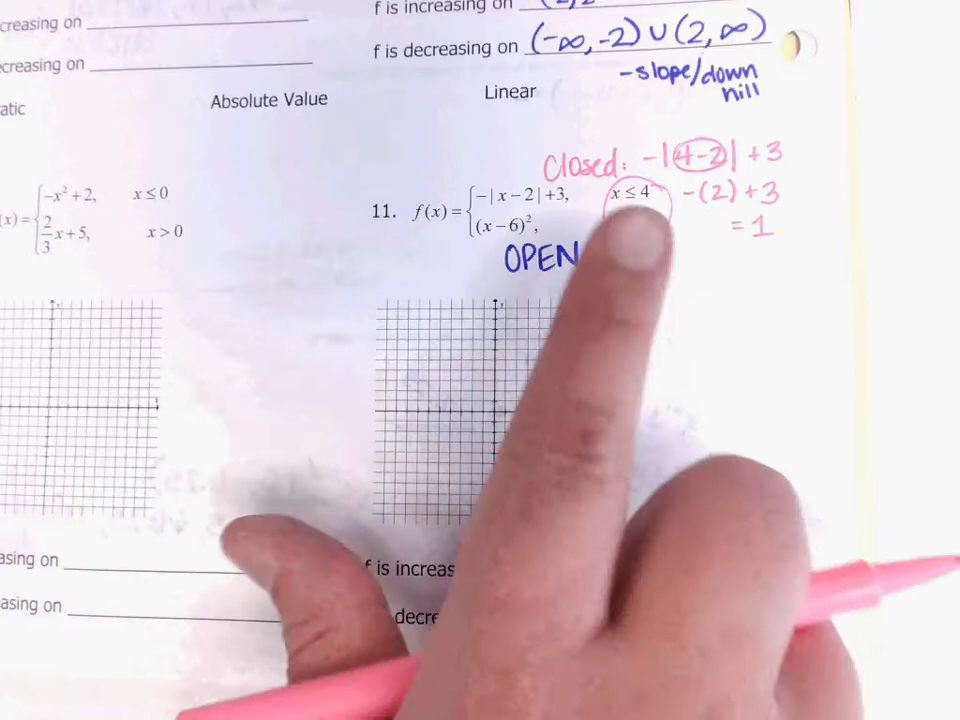 creasing on
creasing on
atic
Absolute Value
f is increasing on
f is decreasing on (-∞, -2) ∪ (2, ∞)
-slope/down
hill
Linear
(x) = { -x² + 2, x ≤ 0
2/3 x + 5, x > 0
Closed: -|4-2| + 3
11. f(x) = { -| x - 2 | + 3, x ≤ 4 -(2) + 3
(x - 6)², = 1
OPEN
asing on
asing on
f is increas
decre